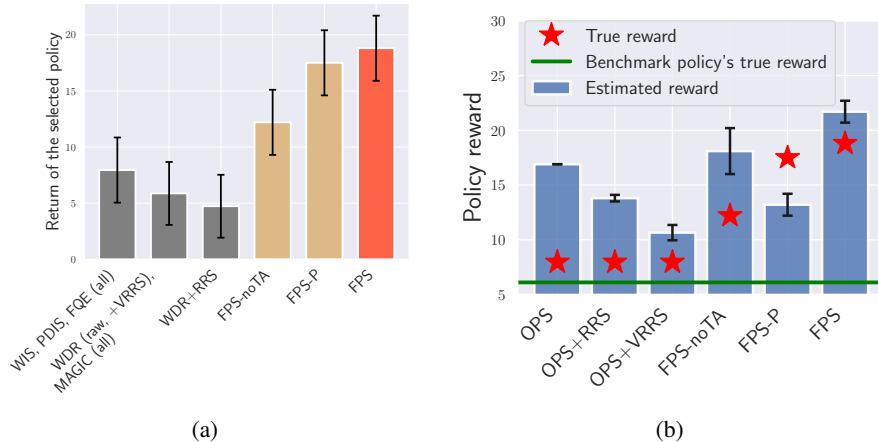 Return of the selected policy
20
15
10
5
0
WIS, PDIS, FQE (all)
WDR (raw, +VRRS),
MAGIC (all)
WDR+RRS
FPS-noTA
FPS-P
FPS
(a)
Policy reward
30
25
20
15
10
5
True reward
Benchmark policy's true reward
Estimated reward
OPS
OPS+RRS
OPS+VRRS
FPS-noTA
FPS-P
FPS
(b)